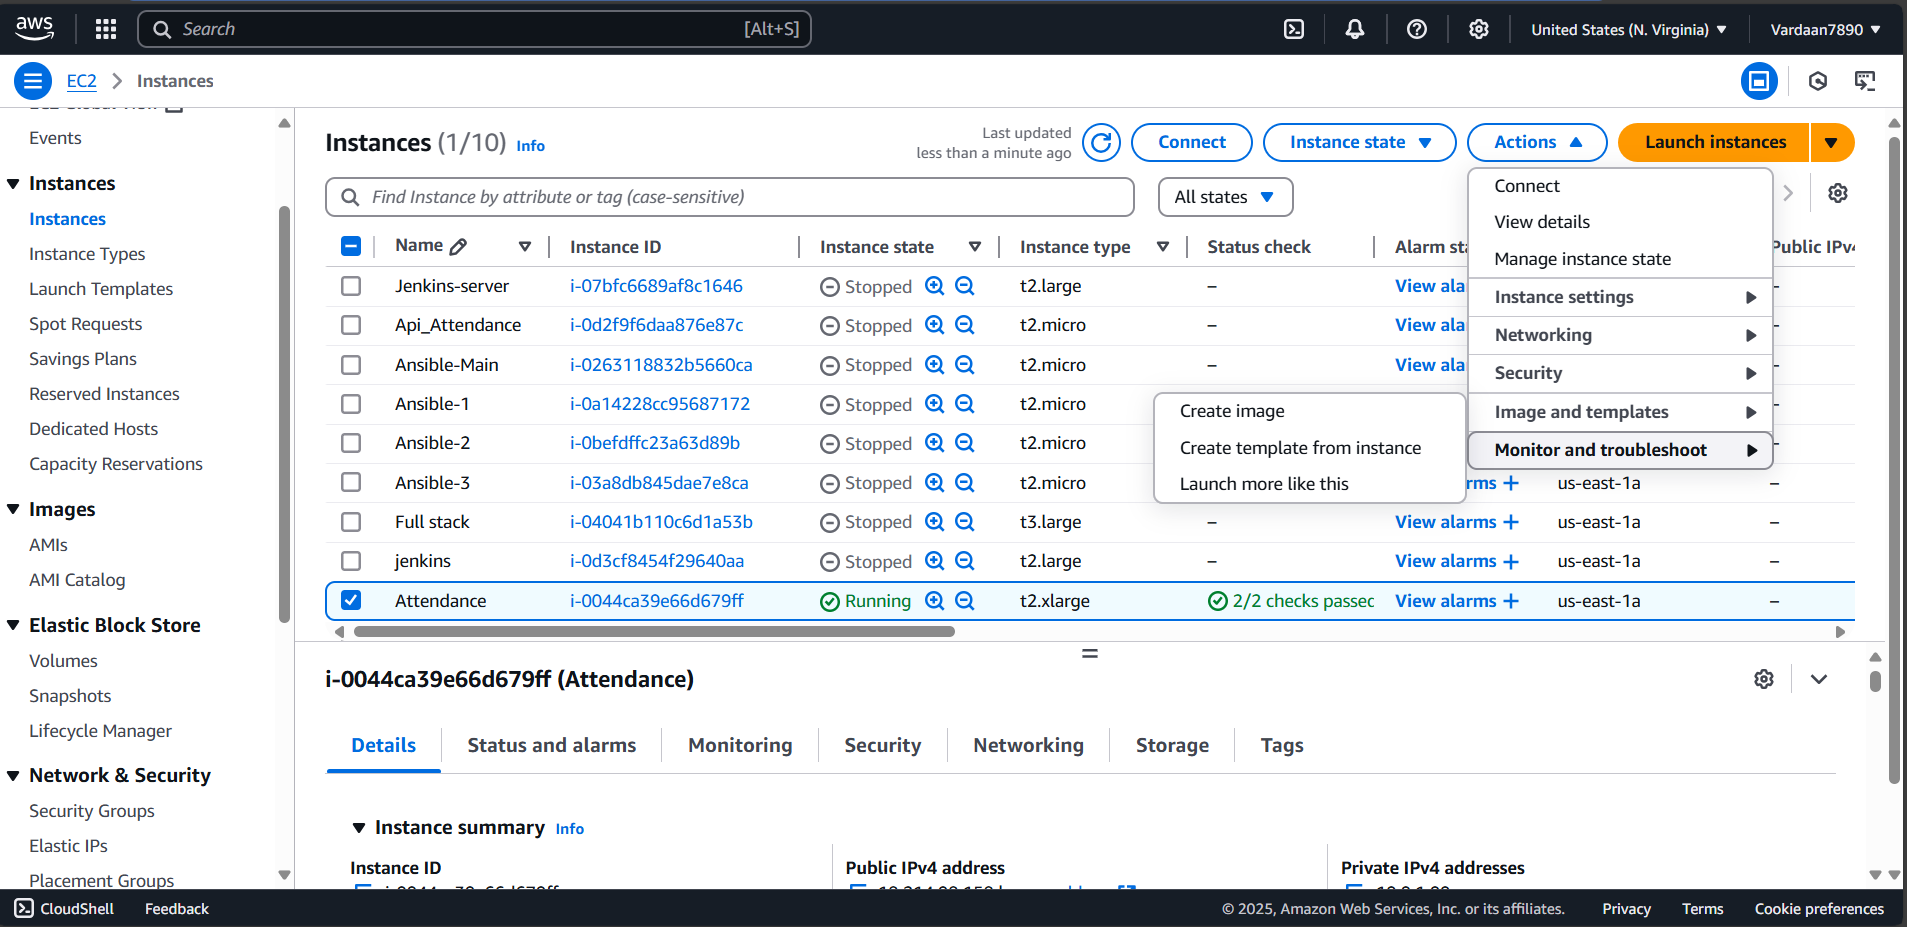 aws
Search
[Alt+S]
United States (N. Virginia)
Vardaan7890
EC2
Instances
Events
Instances
Instances
Instance Types
Launch Templates
Spot Requests
Savings Plans
Reserved Instances
Dedicated Hosts
Capacity Reservations
Images
AMIs
AMI Catalog
Elastic Block Store
Volumes
Snapshots
Lifecycle Manager
Network & Security
Security Groups
Elastic IPs
Placement Groups
Instances (1/10) Info
Last updated
less than a minute ago
Connect
Instance state
Actions
Launch instances
Find Instance by attribute or tag (case-sensitive)
All states
Name Instance ID Instance state Instance type Status check Alarm sta Public IPv4
Jenkins-server i-07bfc6689af8c1646 Stopped t2.large – View ala –
Api_Attendance i-0d2f9f6daa876e87c Stopped t2.micro – View ala –
Ansible-Main i-0263118832b5660ca Stopped t2.micro – View ala –
Ansible-1 i-0a14228cc95687172 Stopped t2.micro –
Ansible-2 i-0befdffc23a63d89b Stopped t2.micro –
Ansible-3 i-03a8db845dae7e8ca Stopped t2.micro rms + us-east-1a –
Full stack i-04041b110c6d1a53b Stopped t3.large – View alarms + us-east-1a –
jenkins i-0d3cf8454f29640aa Stopped t2.large – View alarms + us-east-1a –
Attendance i-0044ca39e66d679ff Running t2.xlarge 2/2 checks passec View alarms + us-east-1a –
Connect
View details
Manage instance state
Instance settings
Networking
Security
Image and templates
Monitor and troubleshoot
Create image
Create template from instance
Launch more like this
i-0044ca39e66d679ff (Attendance)
Details
Status and alarms
Monitoring
Security
Networking
Storage
Tags
Instance summary Info
Instance ID
Public IPv4 address
Private IPv4 addresses
CloudShell
Feedback
© 2025, Amazon Web Services, Inc. or its affiliates.
Privacy
Terms
Cookie preferences